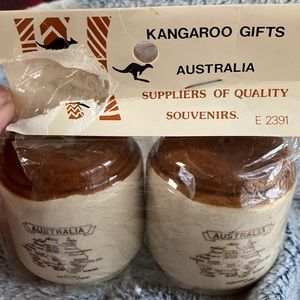 KANGAROO GIFTS
AUSTRALIA
SUPPLIERS OF QUALITY
SOUVENIRS.
E 2391
AUSTRALIA
AUSTRALIA